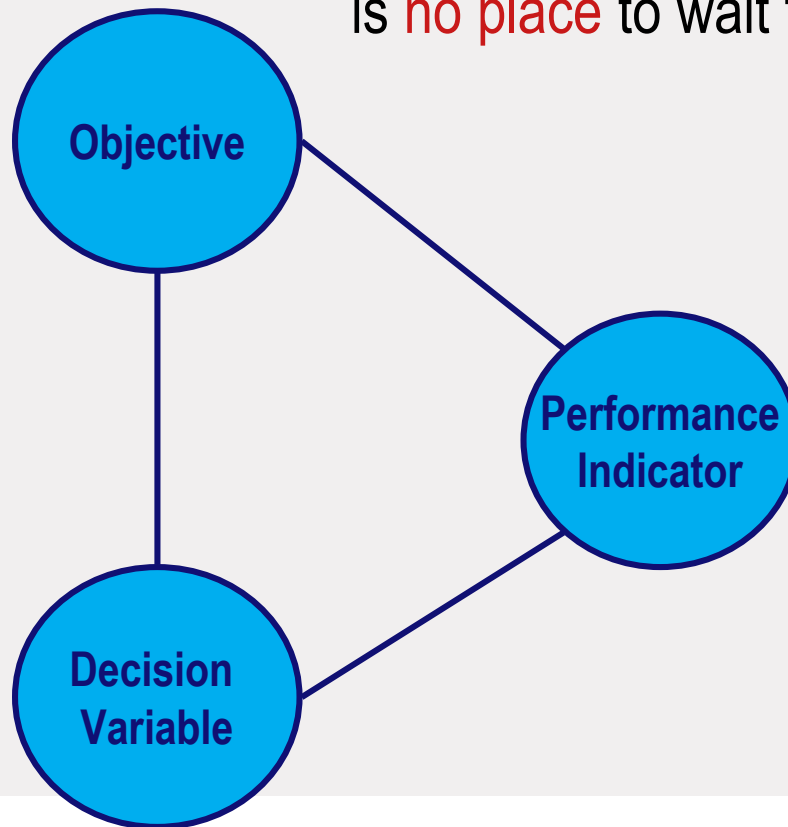 is no place to wait
Objective
Performance
Indicator
Decision
Variable